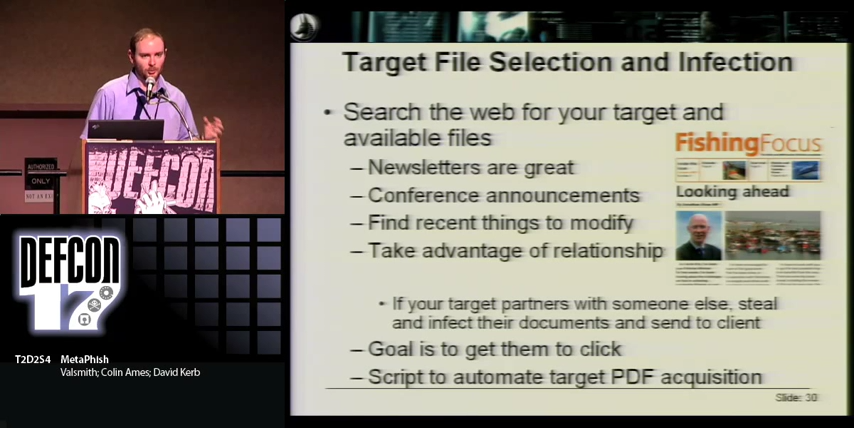 Target File Selection and Infection
• Search the web for your target and
available files
– Newsletters are great
– Conference announcements
– Find recent things to modify
– Take advantage of relationship
• If your target partners with someone else, steal
and infect their documents and send to client
– Goal is to get them to click
– Script to automate target PDF acquisition
Slide: 30
FishingFocus
Looking ahead
AUTHORIZED
ONLY
DEFCON
DEFCON
17
T2D2S4 MetaPhish
Valsmith; Colin Ames; David Kerb